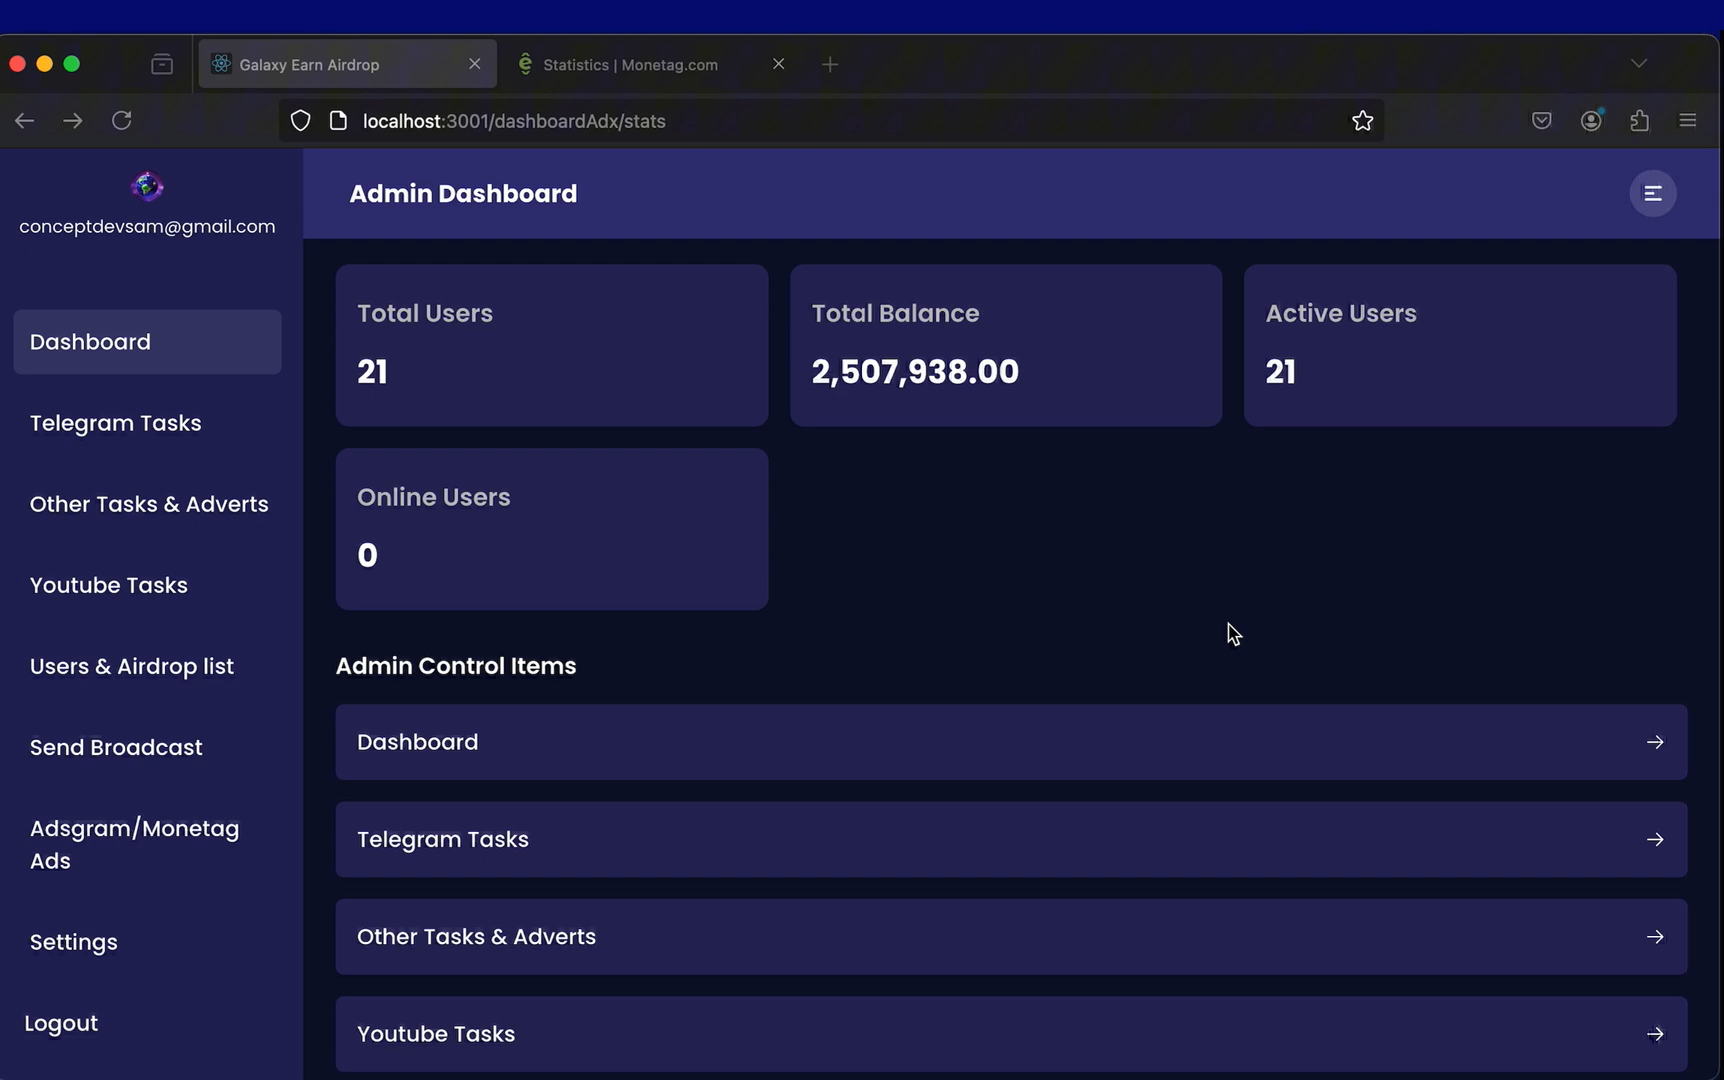 Galaxy Earn Airdrop
Statistics | Monetag.com
localhost:3001/dashboardAdx/stats
conceptdevsam@gmail.com
Dashboard
Telegram Tasks
Other Tasks & Adverts
Youtube Tasks
Users & Airdrop list
Send Broadcast
Adsgram/Monetag
Ads
Settings
Logout
Admin Dashboard
Total Users
21
Total Balance
2,507,938.00
Active Users
21
Online Users
0
Admin Control Items
Dashboard
Telegram Tasks
Other Tasks & Adverts
Youtube Tasks